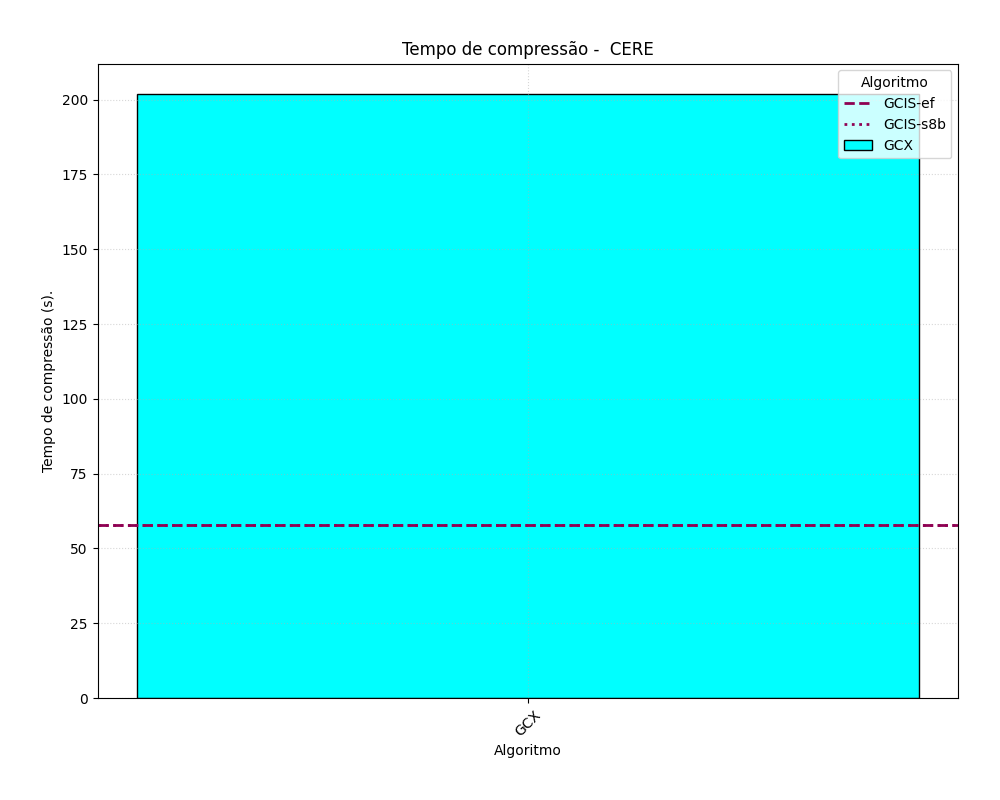 Tempo de compressão -  CERE
Algoritmo
GCIS-ef
GCIS-s8b
GCX
200
175
150
125
100
75
50
25
0
Tempo de compressão (s).
GCX
Algoritmo